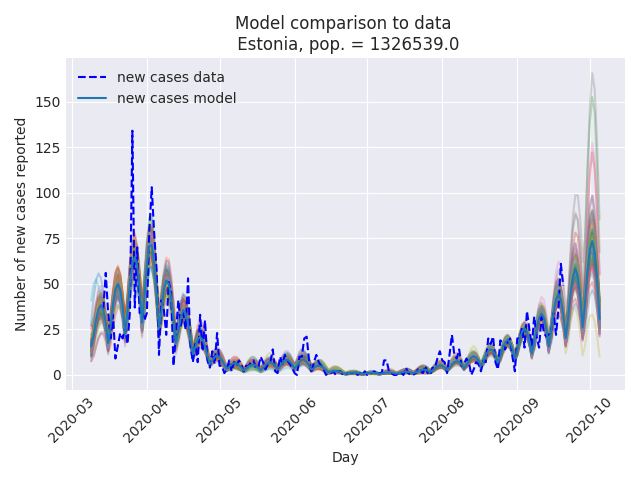 Model comparison to data
Estonia, pop. = 1326539.0
new cases data
new cases model
Number of new cases reported
150
125
100
75
50
25
0
2020-03
2020-04
2020-05
2020-06
2020-07
2020-08
2020-09
2020-10
Day